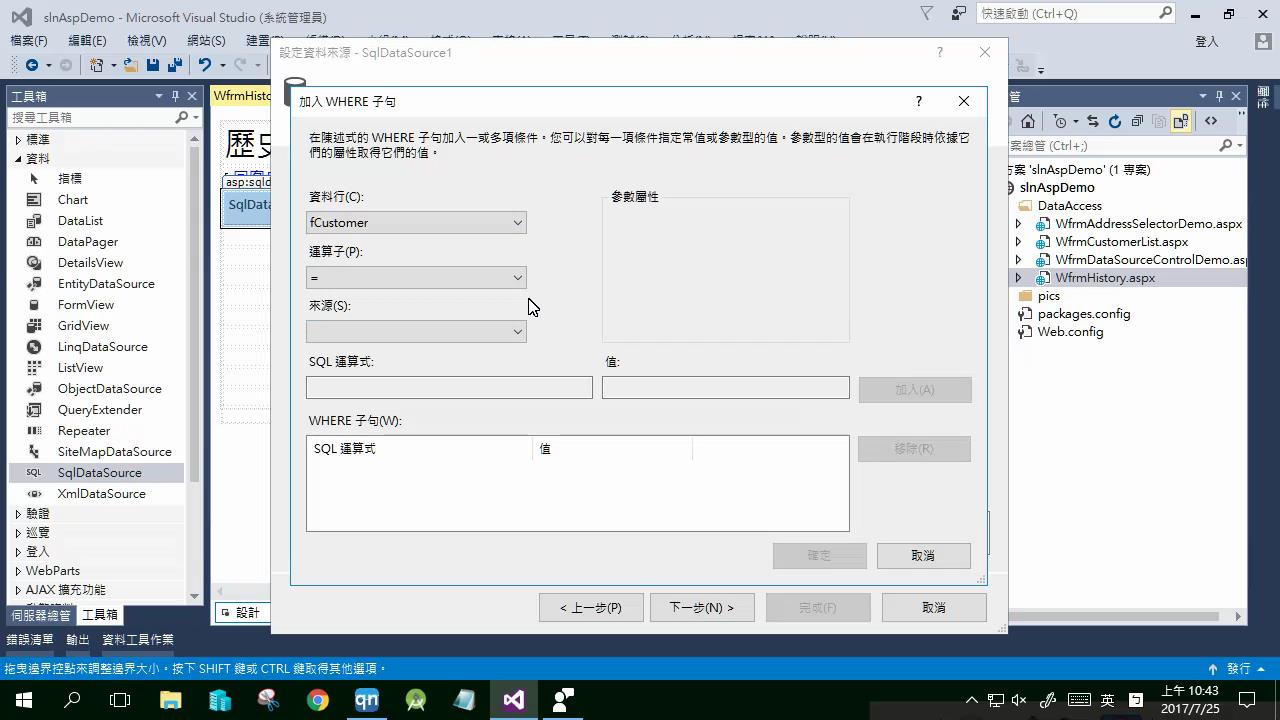 slnAspDemo - Microsoft Visual Studio (系統管理員)
快速啟動 (Ctrl+Q)
檔案(F) 編輯(E) 檢視(V) 網站(S)
登入
設定資料來源 - SqlDataSource1
工具箱
搜尋工具箱
標準
資料
指標
Chart
DataList
DataPager
DetailsView
EntityDataSource
FormView
GridView
LinqDataSource
ListView
ObjectDataSource
QueryExtender
Repeater
SiteMapDataSource
SQL SqlDataSource
XmlDataSource
驗證
巡覽
登入
WebParts
AJAX 擴充功能
伺服器總管 工具箱
錯誤清單 輸出 資料工具作業
WfrmHisto
asp:sqld
SqlData
設計
加入 WHERE 子句
在陳述式的 WHERE 子句加入一或多項條件。您可以對每一項條件指定常值或參數型的值。參數型的值會在執行階段時依據它
們的屬性取得它們的值。
資料行(C):
fCustomer
運算子(P):
=
來源(S):
參數屬性
SQL 運算式:
值:
加入(A)
WHERE 子句(W):
SQL 運算式 值
移除(R)
確定 取消
< 上一步(P) 下一步(N) > 完成(F) 取消
案總管 (Ctrl+;)
方案 'slnAspDemo' (1 專案)
slnAspDemo
DataAccess
WfrmAddressSelectorDemo.aspx
WfrmCustomerList.aspx
WfrmDataSourceControlDemo.asp
WfrmHistory.aspx
pics
packages.config
Web.config
拖曳邊界控點來調整邊界大小。按下 SHIFT 鍵或 CTRL 鍵取得其他選項。
發行
qn
英
上午 10:43
2017/7/25